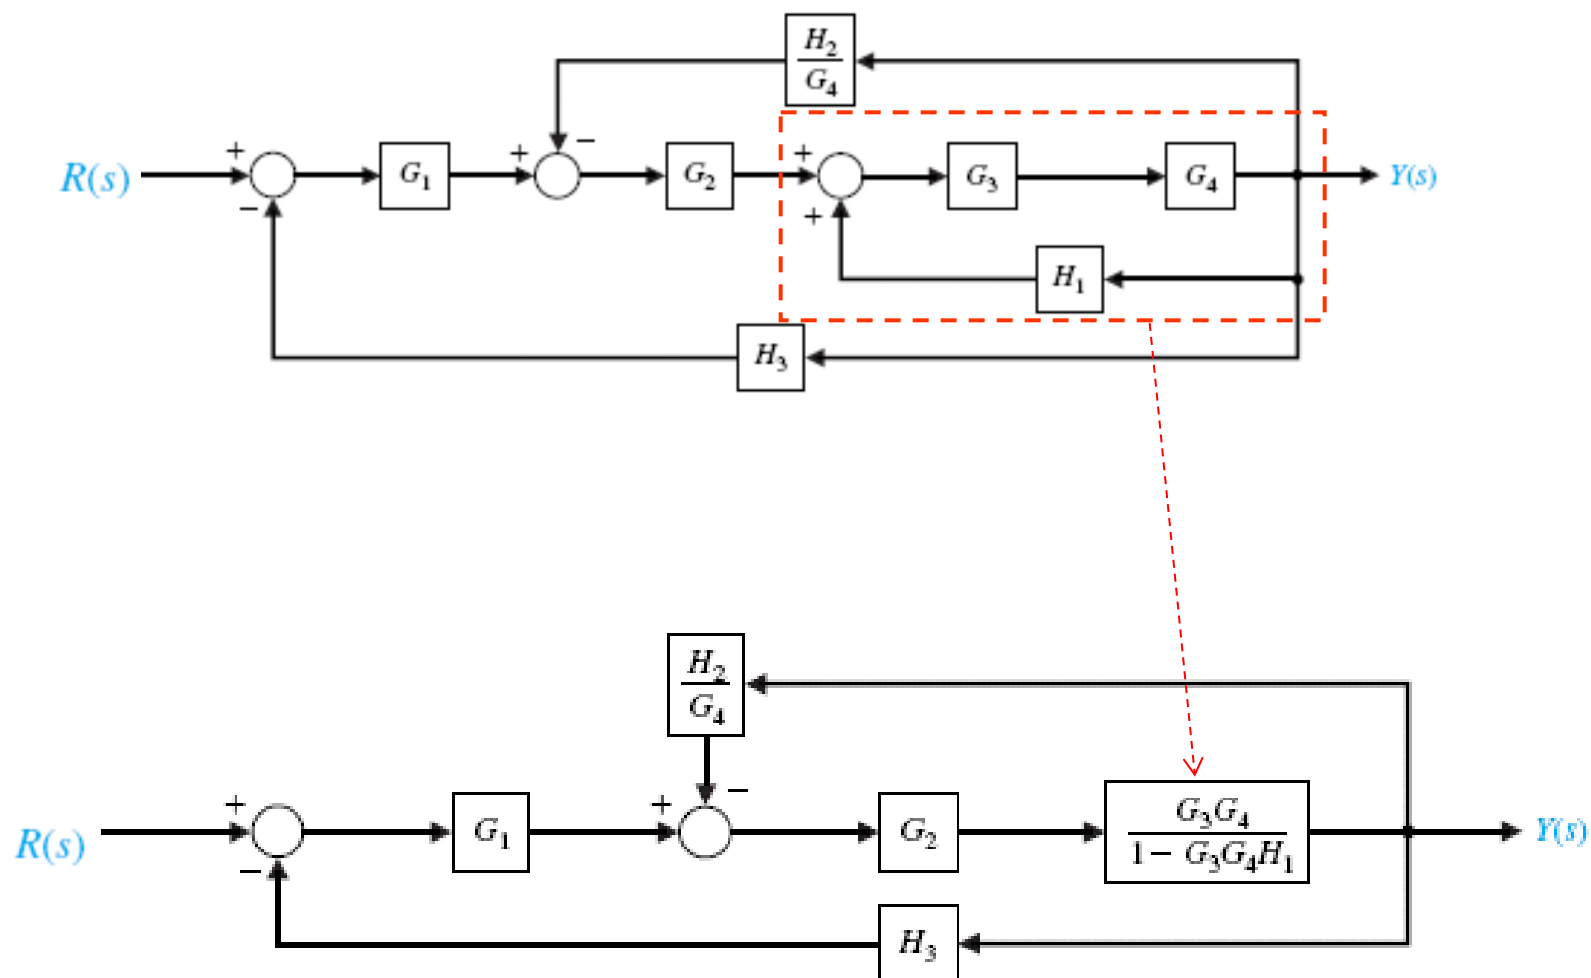 H₂
G₄
+ −
R(s) G₁ + G₂ + G₃ G₄ Y(s)
− +
H₁
H₃
H₂
G₄
+ + −
R(s) G₁ G₂ G₃G₄ Y(s)
1 − G₃G₄H₁
−
H₃